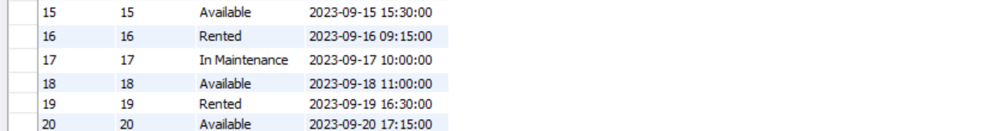 15 15 Available 2023-09-15 15:30:00
16 16 Rented 2023-09-16 09:15:00
17 17 In Maintenance 2023-09-17 10:00:00
18 18 Available 2023-09-18 11:00:00
19 19 Rented 2023-09-19 16:30:00
20 20 Available 2023-09-20 17:15:00